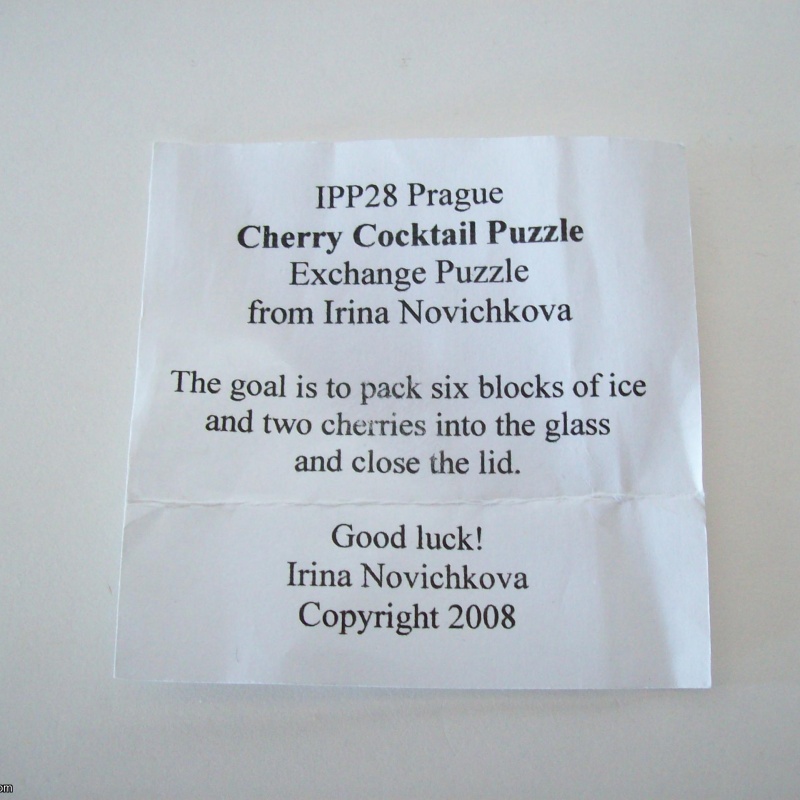 IPP28 Prague
Cherry Cocktail Puzzle
Exchange Puzzle
from Irina Novichkova
The goal is to pack six blocks of ice
and two cherries into the glass
and close the lid.
Good luck!
Irina Novichkova
Copyright 2008
om